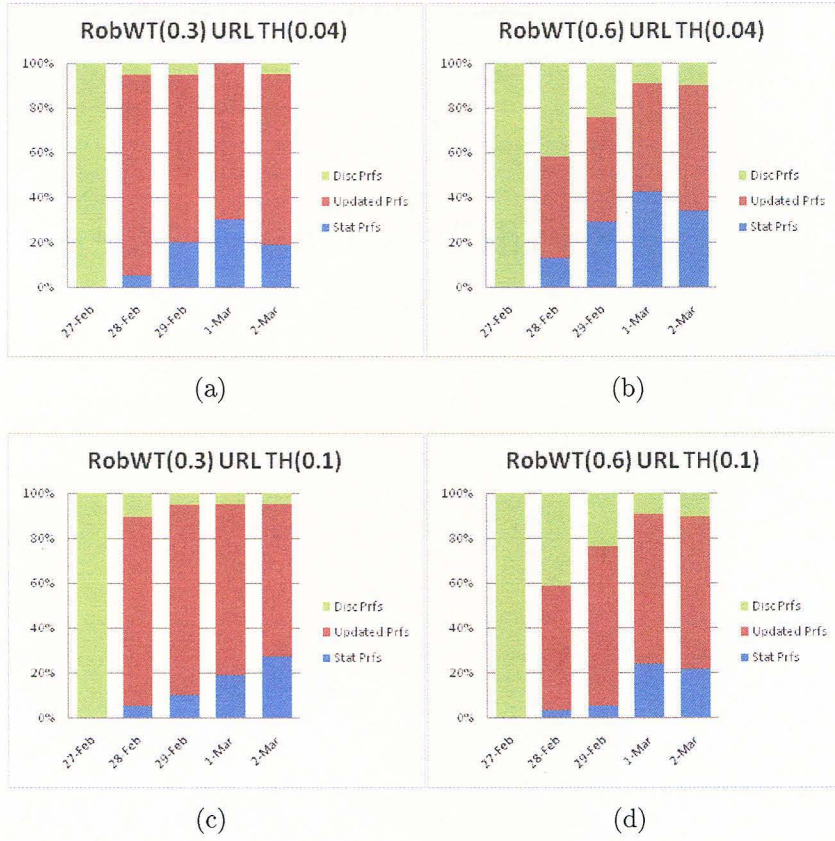 RobWT(0.3) URL TH(0.04)
100%
80%
60%
40%
20%
0%
27-Feb
28-Feb
29-Feb
1-Mar
2-Mar
Disc Prfs
Updated Prfs
Stat Prfs
(a)
RobWT(0.6) URL TH(0.04)
100%
80%
60%
40%
20%
0%
27-Feb
28-Feb
29-Feb
1-Mar
2-Mar
Disc Prfs
Updated Prfs
Stat Prfs
(b)
RobWT(0.3) URL TH(0.1)
100%
80%
60%
40%
20%
0%
27-Feb
28-Feb
29-Feb
1-Mar
2-Mar
Disc Prfs
Updated Prfs
Stat Prfs
(c)
RobWT(0.6) URL TH(0.1)
100%
80%
60%
40%
20%
0%
27-Feb
28-Feb
29-Feb
1-Mar
2-Mar
Disc Prfs
Updated Prfs
Stat Prfs
(d)